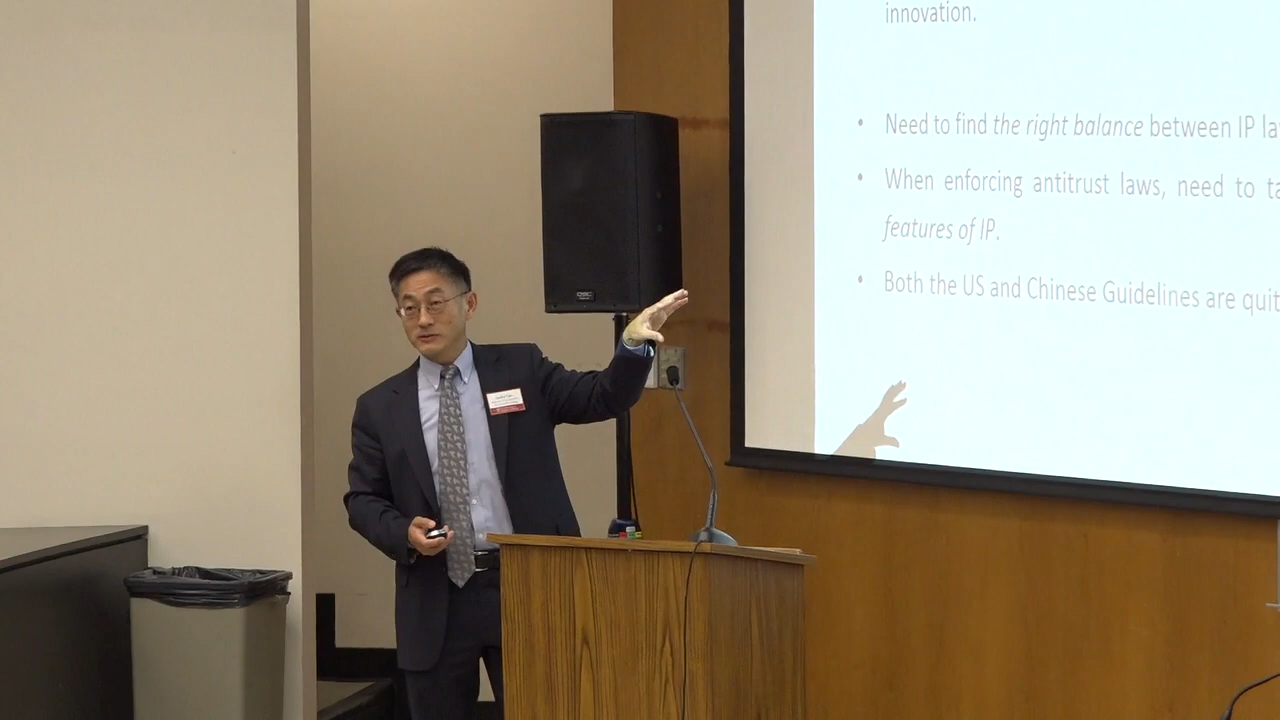 innovation.
• Need to find the right balance between IP la
• When enforcing antitrust laws, need to ta
features of IP.
• Both the US and Chinese Guidelines are quit
QSC